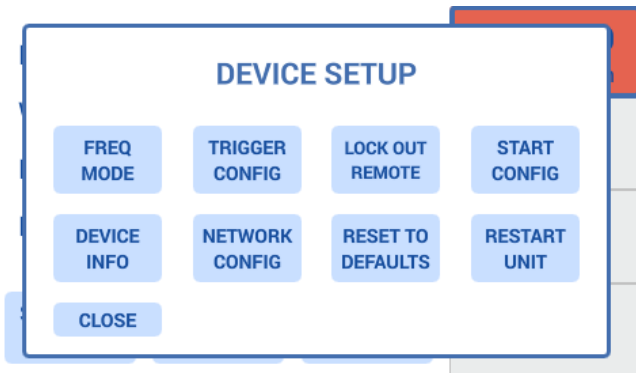 DEVICE SETUP
FREQ
MODE
TRIGGER
CONFIG
LOCK OUT
REMOTE
START
CONFIG
DEVICE
INFO
NETWORK
CONFIG
RESET TO
DEFAULTS
RESTART
UNIT
CLOSE